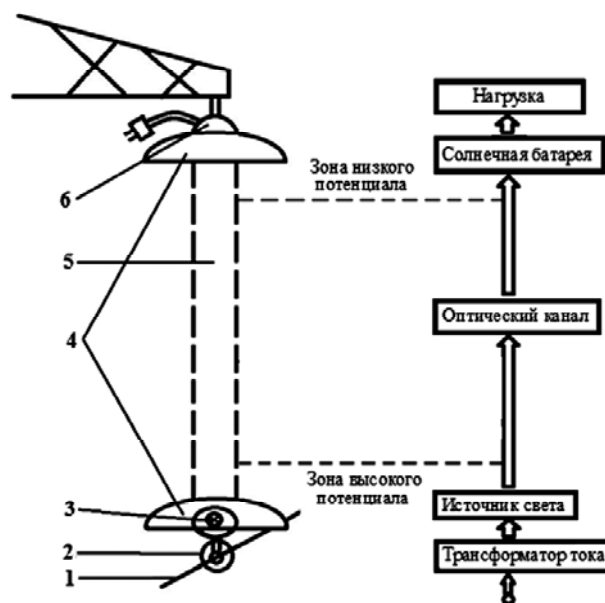 Нагрузка
Солнечная батарея
Зона низкого
потенциала
6
5
Оптический канал
4
Зона высокого
потенциала
3
Источник света
2
Трансформатор тока
1